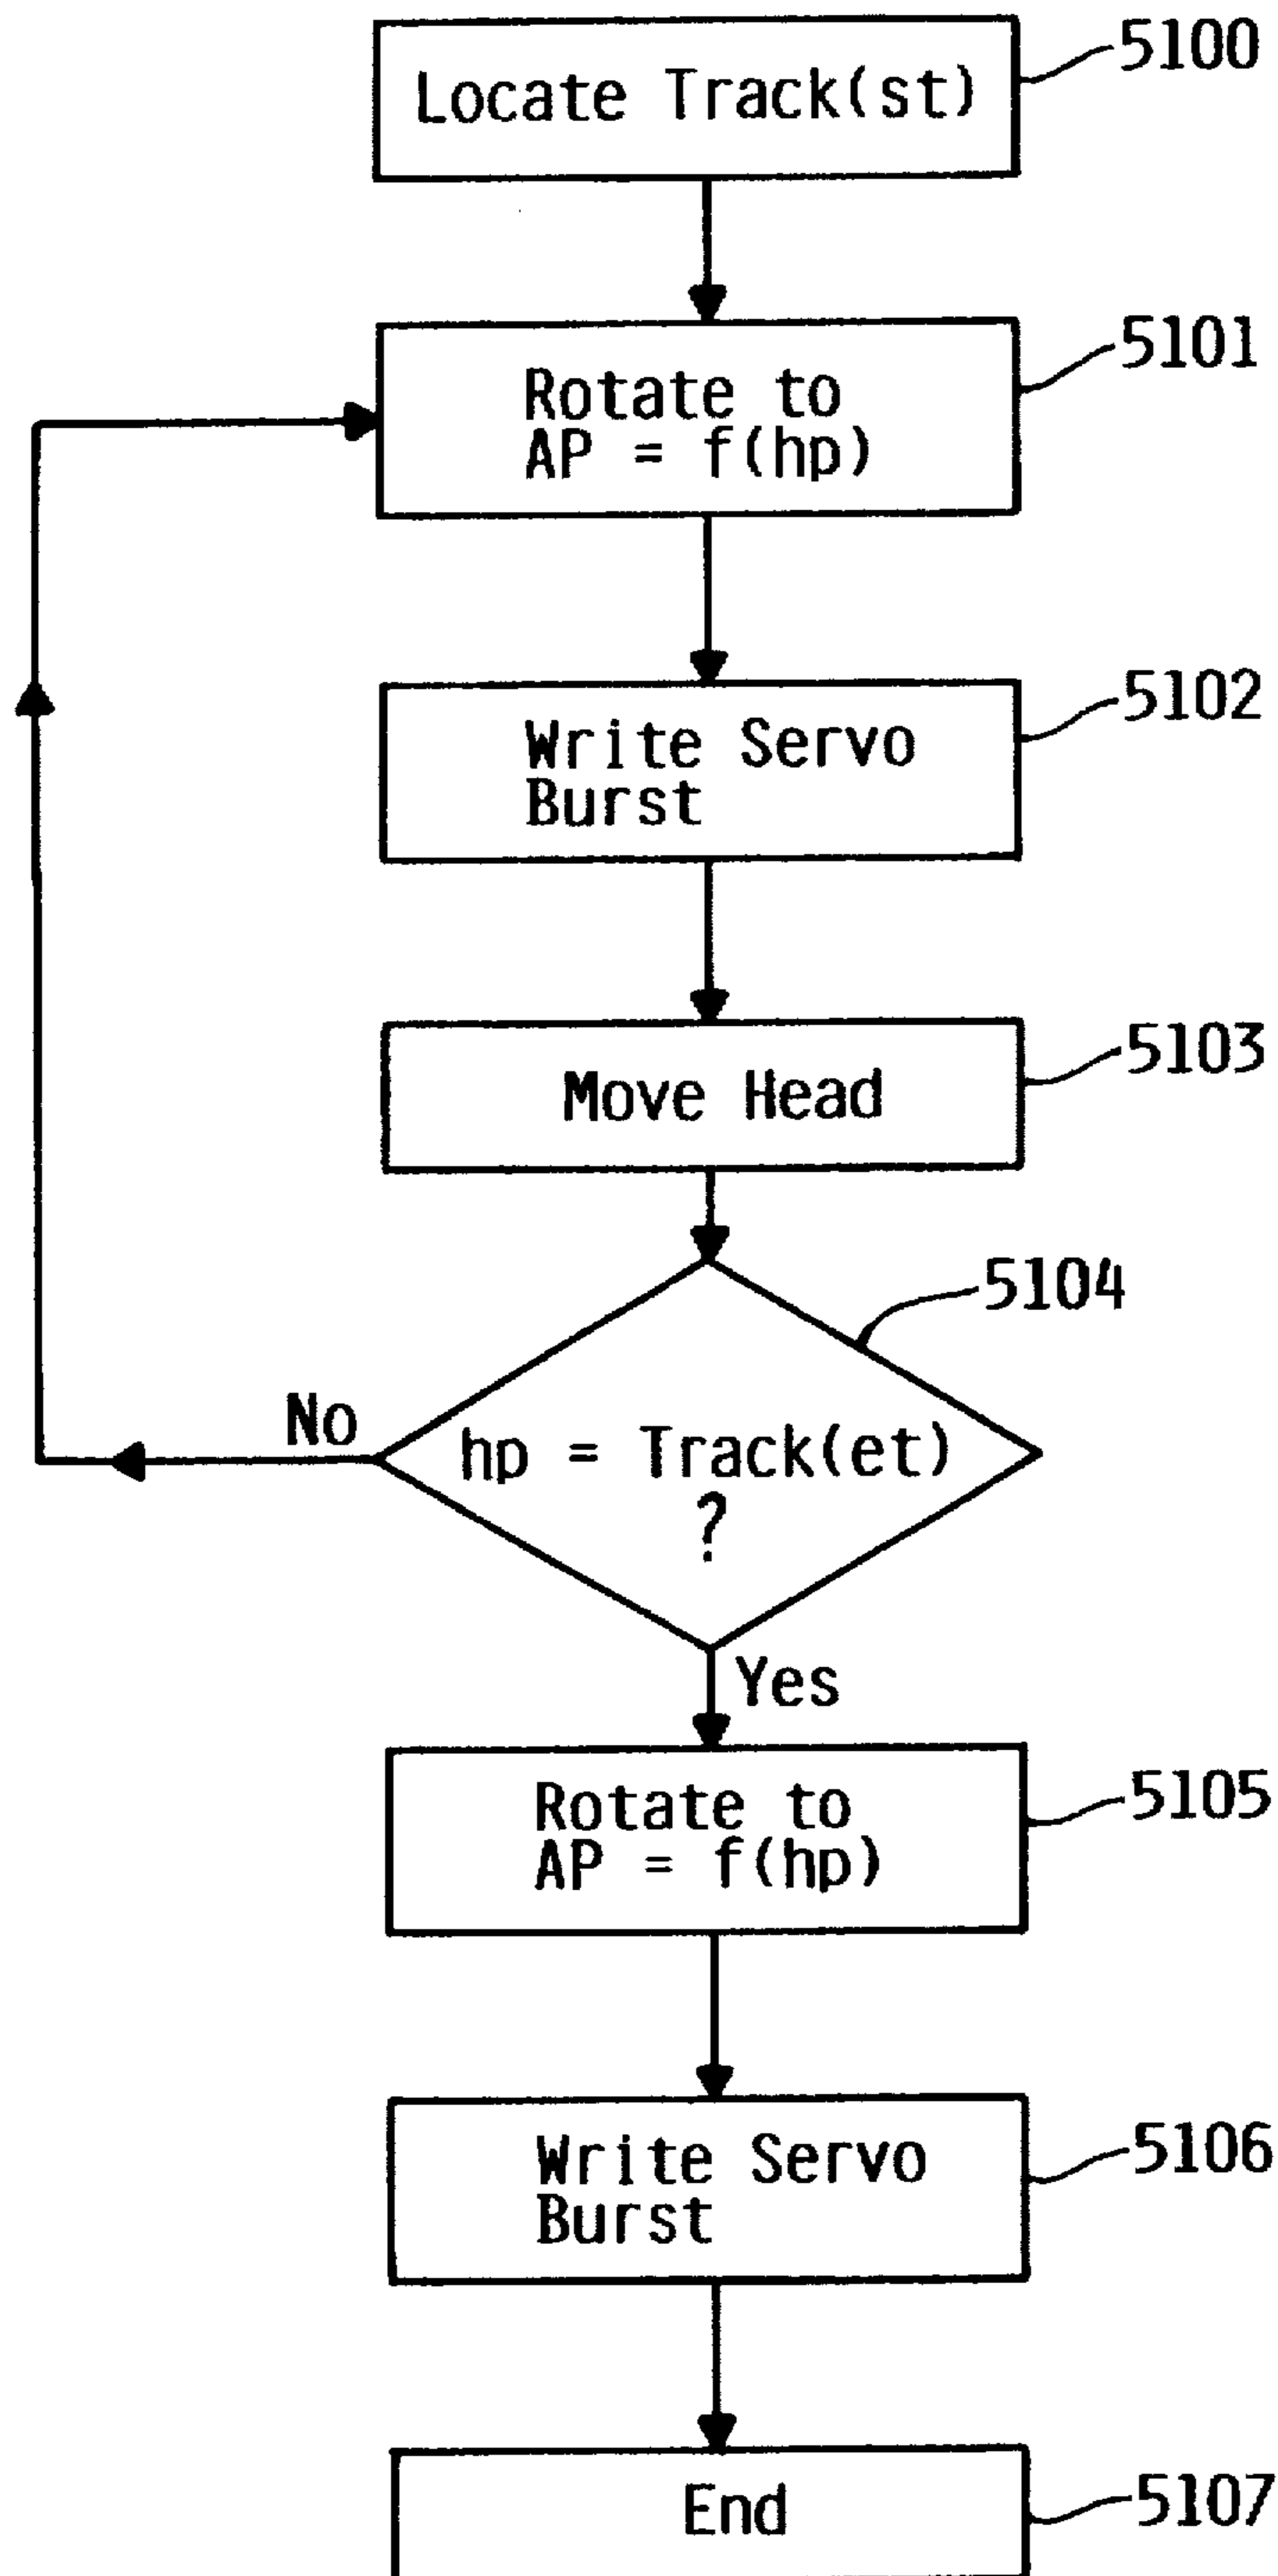 Locate Track(st)
5100
Rotate to
AP = f(hp)
5101
Write Servo
Burst
5102
Move Head
5103
5104
No
hp = Track(et)
?
Yes
Rotate to
AP = f(hp)
5105
Write Servo
Burst
5106
End
5107